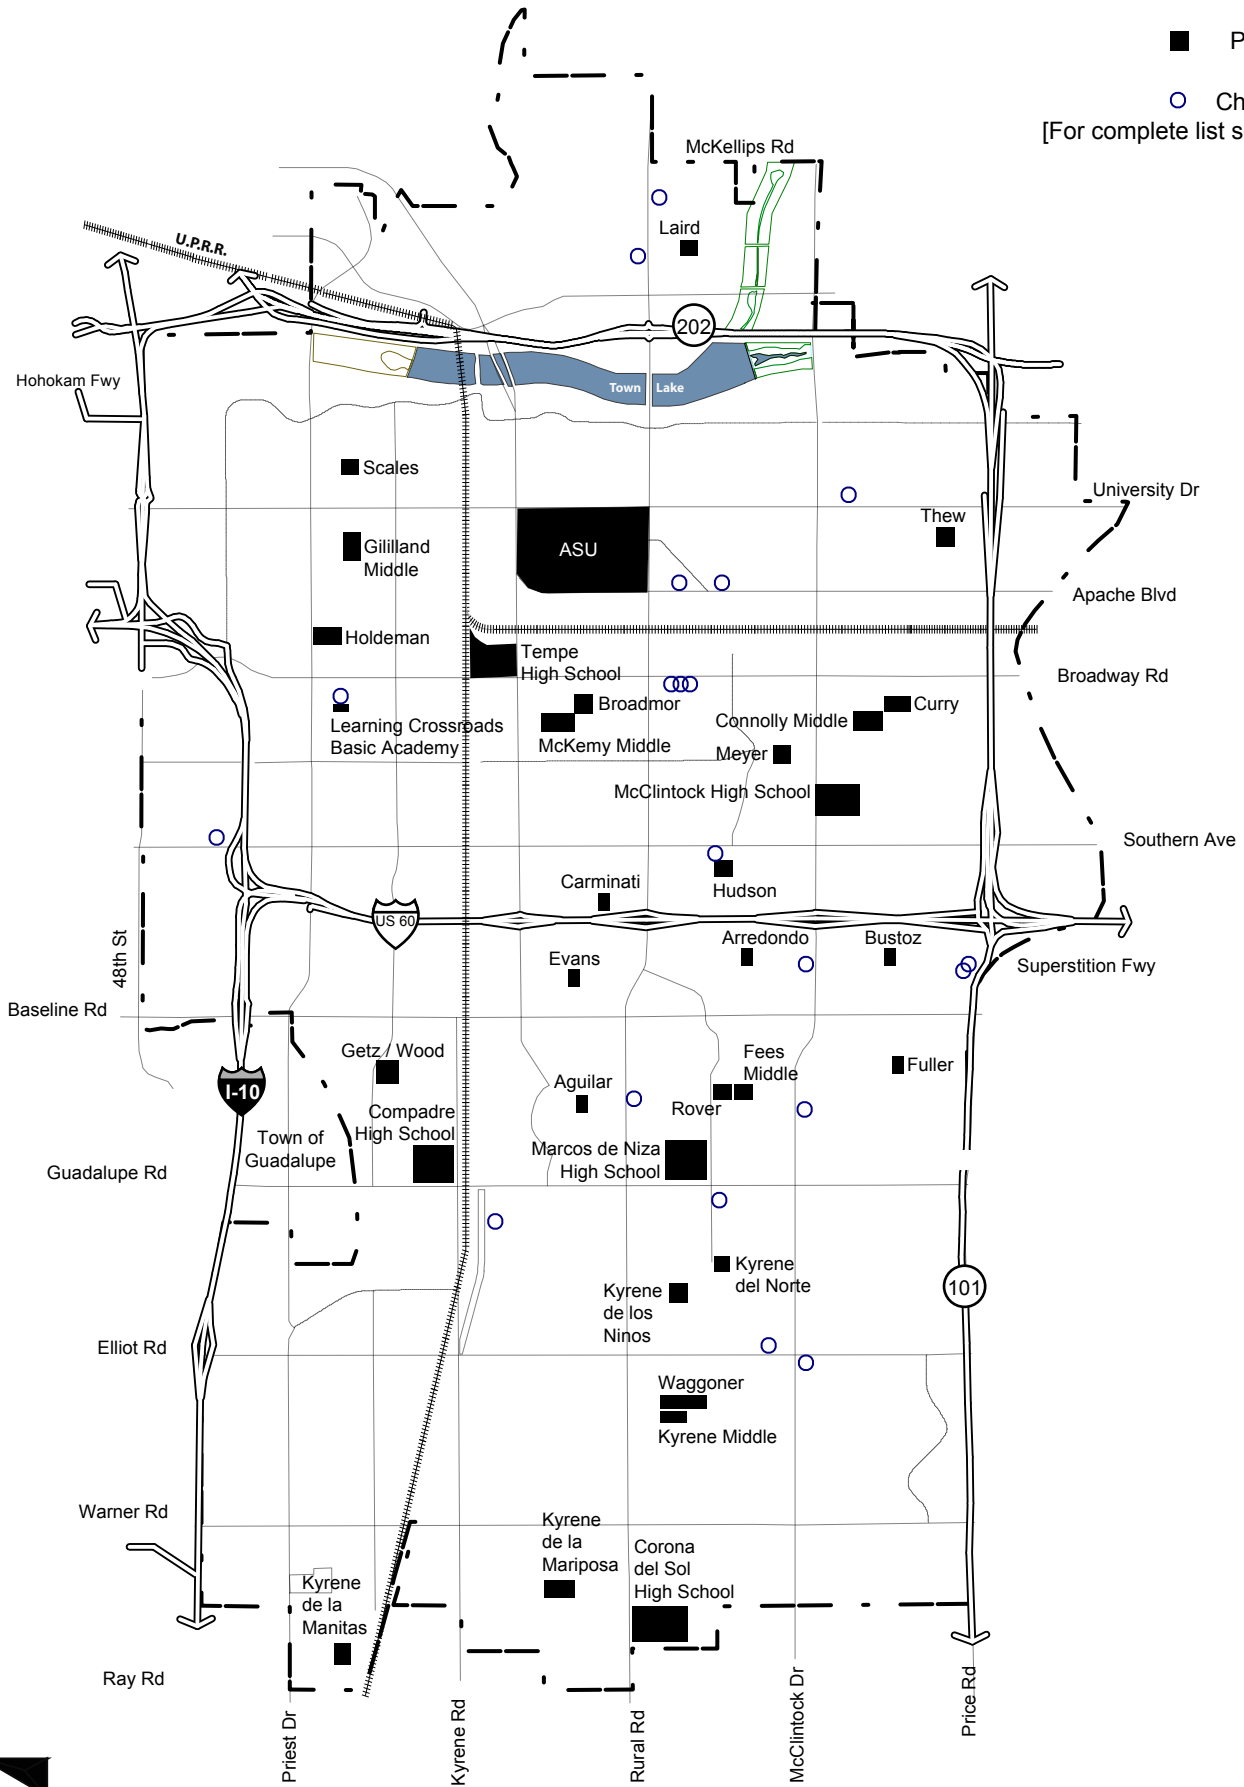 P
Ch
[For complete list s
McKellips Rd
Laird
U.P.R.R.
202
Hohokam Fwy
Town Lake
Scales
University Dr
Thew
Gililland
Middle
ASU
Apache Blvd
Holdeman
Tempe
High School
Broadway Rd
Broadmor
Curry
Connolly Middle
Learning Crossroads
Basic Academy
McKemy Middle
Meyer
McClintock High School
Southern Ave
Carminati
Hudson
US 60
48th St
Arredondo
Bustoz
Evans
Superstition Fwy
Baseline Rd
Getz / Wood
Fees
Middle
Fuller
I-10
Aguilar
Rover
Compadre
High School
Town of
Guadalupe
Marcos de Niza
High School
Guadalupe Rd
Kyrene
del Norte
Kyrene
de los
Ninos
101
Elliot Rd
Waggoner
Kyrene Middle
Warner Rd
Kyrene
de la
Mariposa
Corona
del Sol
High School
Kyrene
de la
Manitas
Ray Rd
Priest Dr
Kyrene Rd
Rural Rd
McClintock Dr
Price Rd